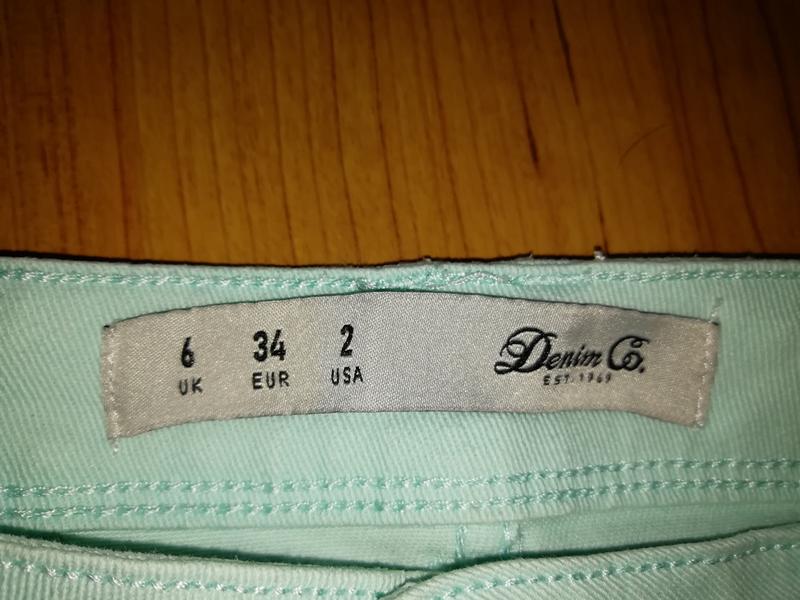 6 34 2
UK EUR USA
Denim Co.
EST. 1969